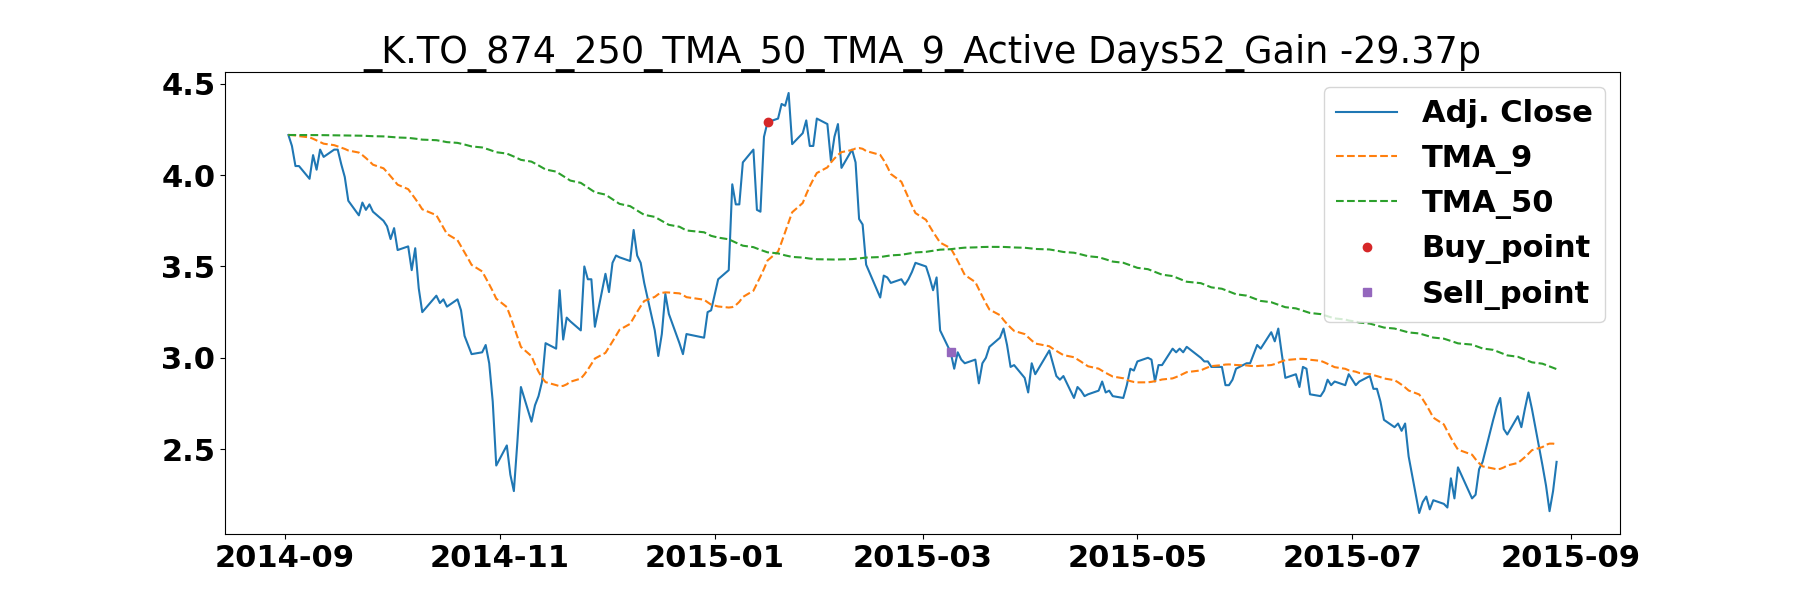 _K.TO_874_250_TMA_50_TMA_9_Active Days52_Gain -29.37p
4.5
4.0
3.5
3.0
2.5
Adj. Close
TMA_9
TMA_50
Buy_point
Sell_point
2014-09 2014-11 2015-01 2015-03 2015-05 2015-07 2015-09